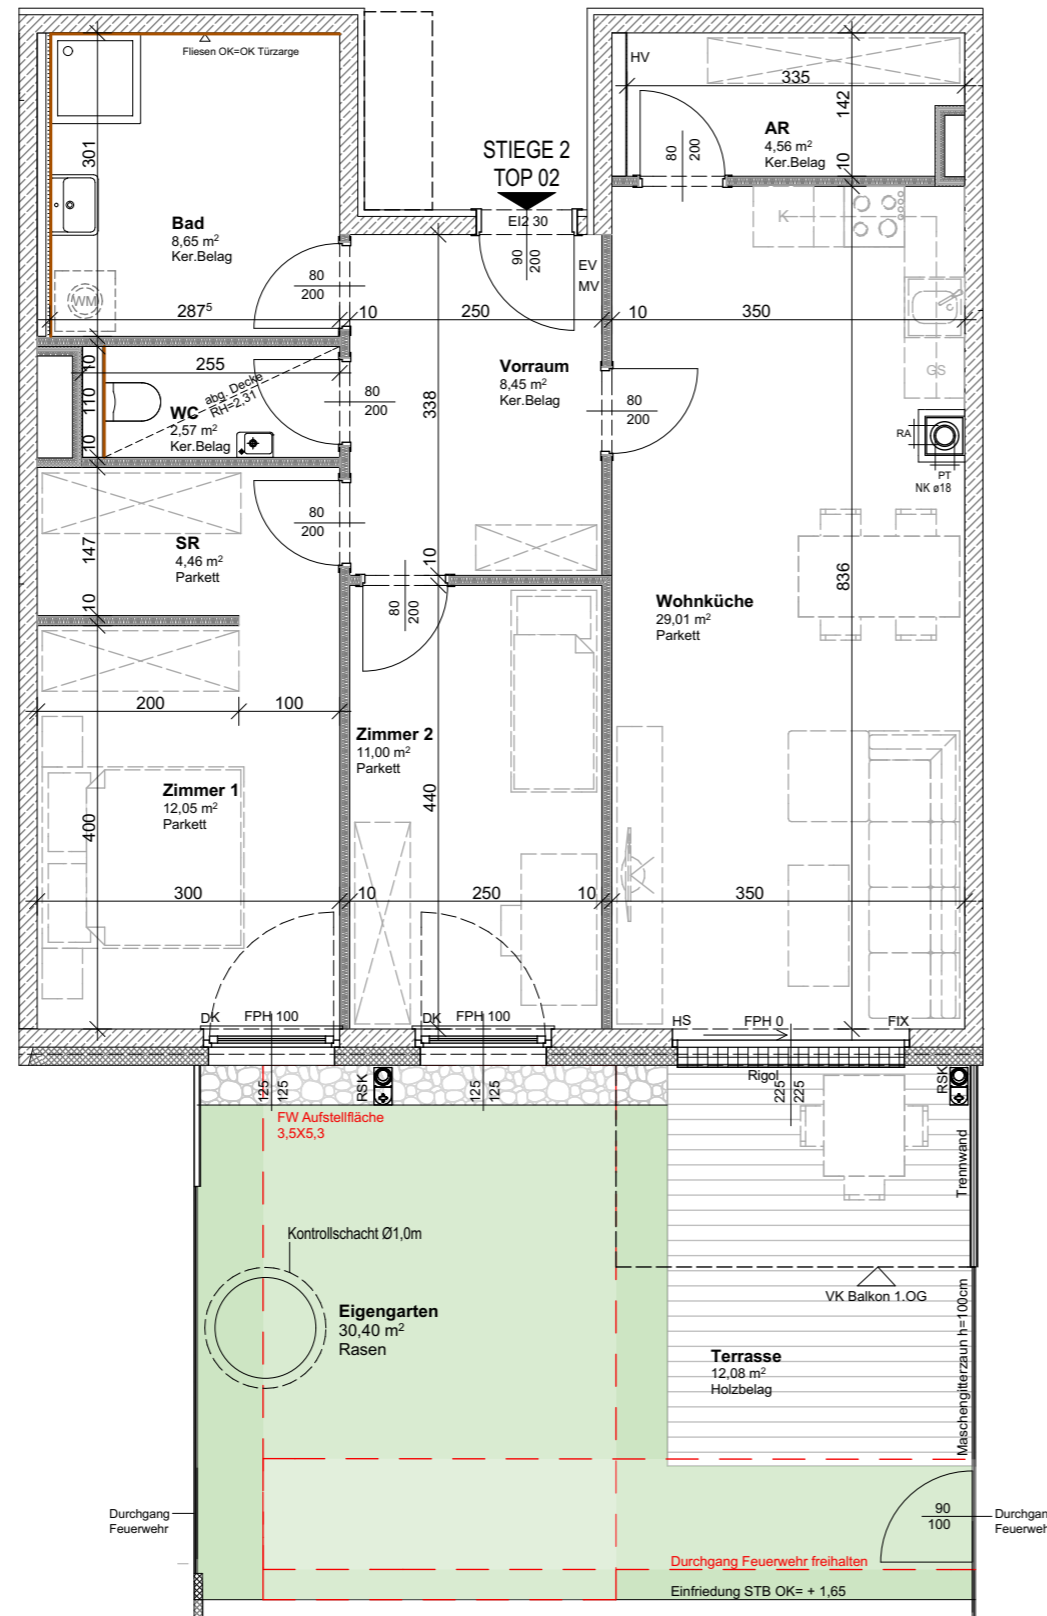 Fliesen OK=OK Türzarge
HV
335
142
AR
4,56 m²
Ker.Belag
80
200
10
STIEGE 2
TOP 02
EI2 30
90
200
EV
MV
301
Bad
8,65 m²
Ker.Belag
80
200
WM
287⁵
10
250
10
350
K
GS
10
255
110
abg. Decke
RH=2,31
WC
2,57 m²
Ker.Belag
10
80
200
338
Vorraum
8,45 m²
Ker.Belag
80
200
RA
PT
NK ø18
147
SR
4,46 m²
Parkett
80
200
10
10
80
200
836
Wohnküche
29,01 m²
Parkett
200
100
Zimmer 2
11,00 m²
Parkett
Zimmer 1
12,05 m²
Parkett
400
440
300
10
250
10
350
DK
FPH 100
DK
FPH 100
HS
FPH 0
FIX
125
125
RSK
125
125
Rigol
225
225
RSK
FW Aufstellfläche
3,5X5,3
Trennwand
Kontrollschacht Ø1,0m
VK Balkon 1.OG
Eigengarten
30,40 m²
Rasen
Terrasse
12,08 m²
Holzbelag
Maschengitterzaun h=100cm
Durchgang
Feuerwehr
90
100
Durchgan
Feuerweh
Durchgang Feuerwehr freihalten
Einfriedung STB OK= + 1,65